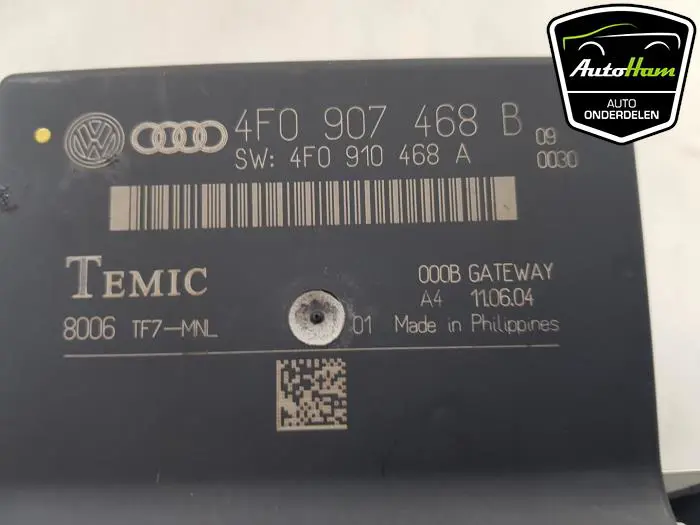 AutoHam
AUTO
ONDERDELEN
4F0 907 468 B 09
SW: 4F0 910 468 A 0030
TEMIC
000B GATEWAY
A4 11.06.04
8006 TF7-MNL
01 Made in Philippines